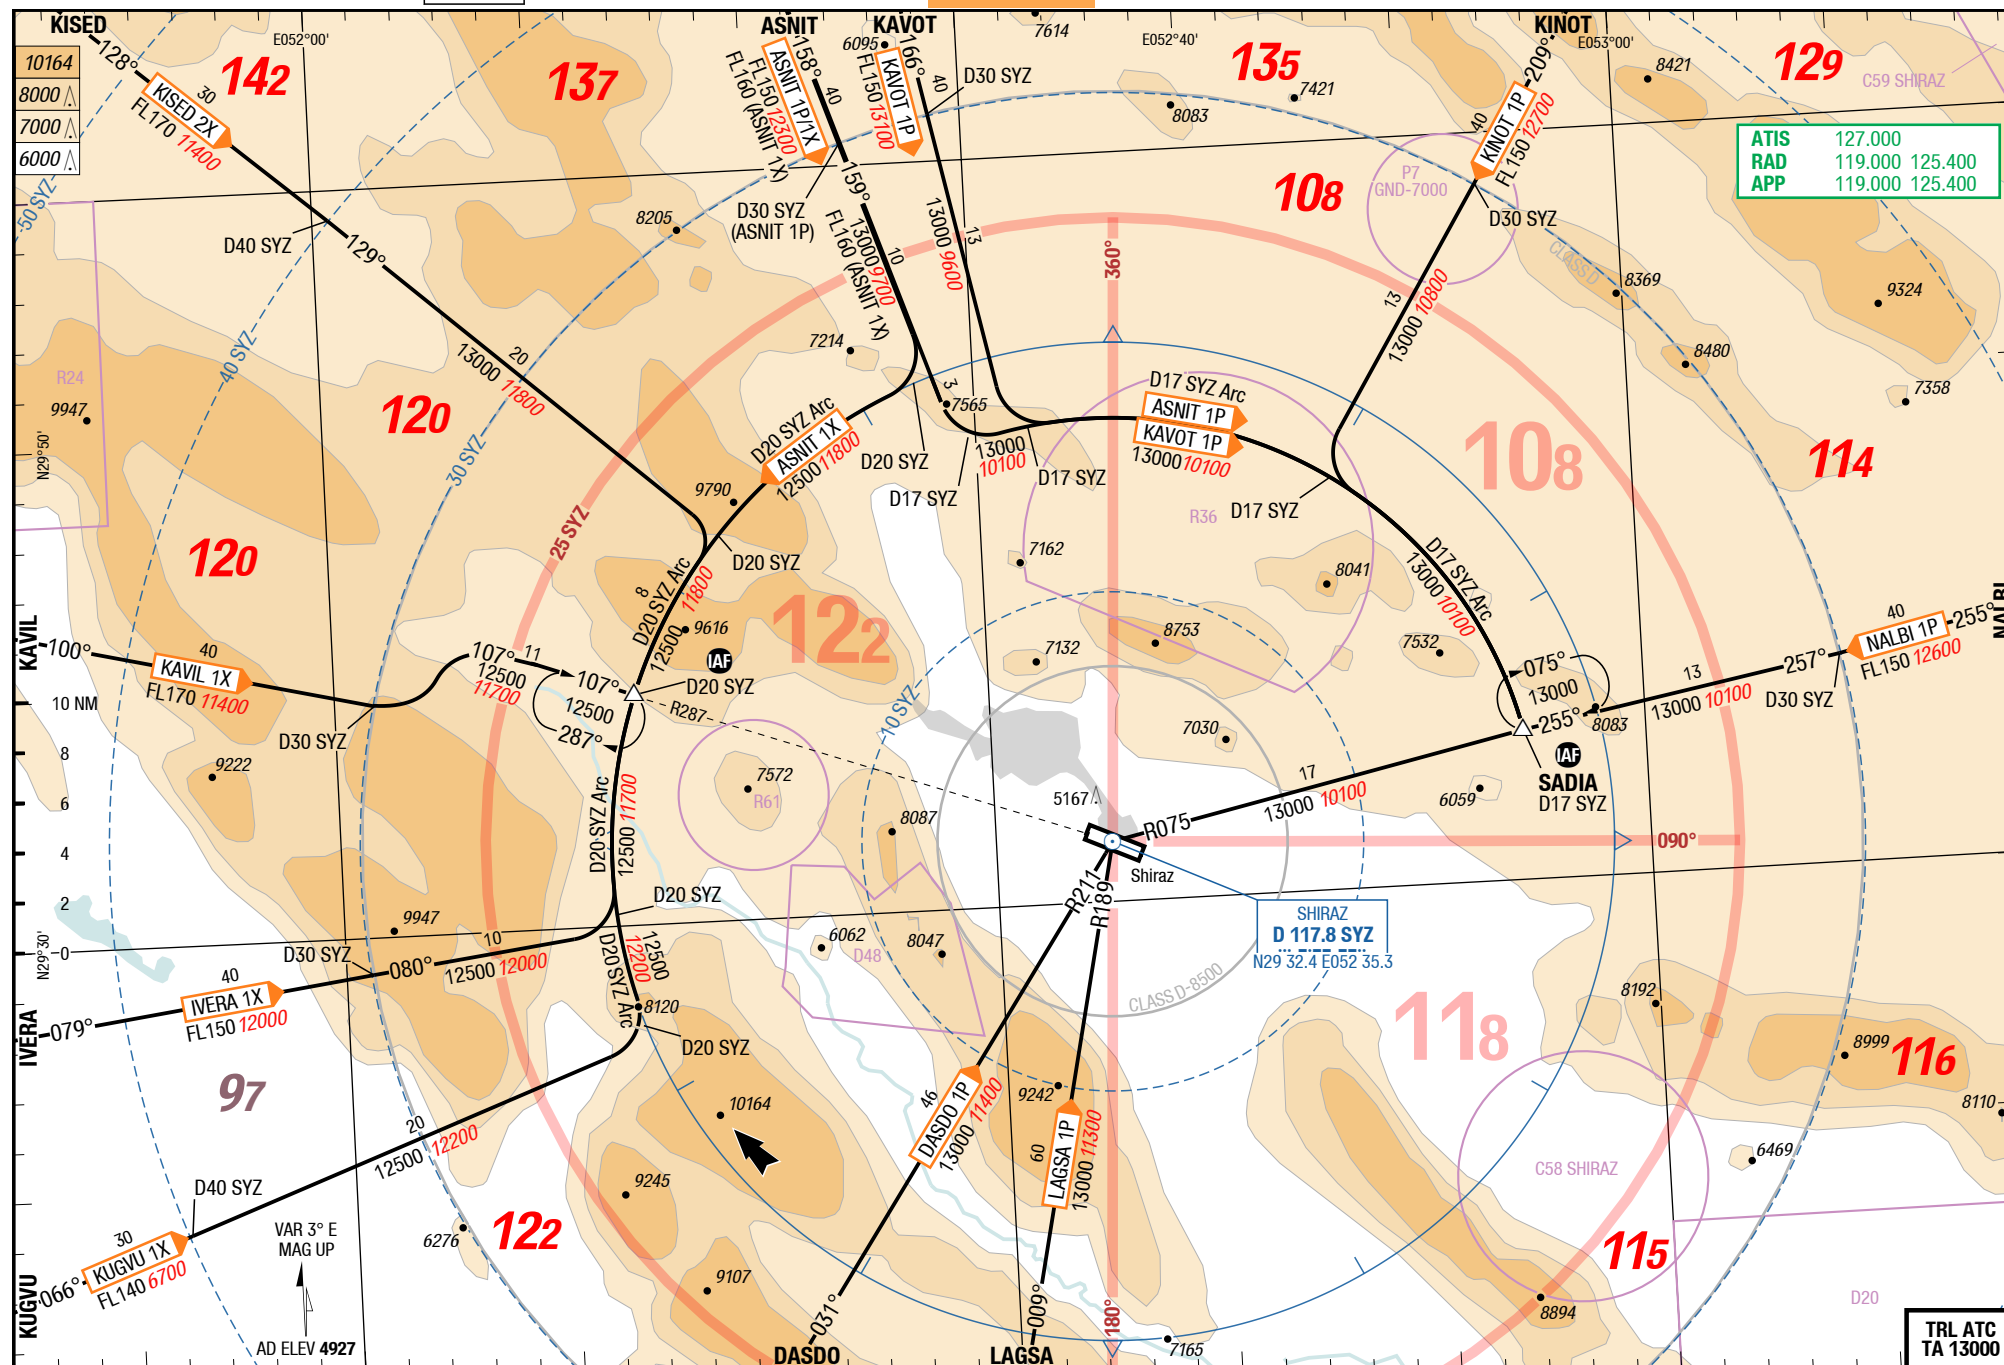 KISED
ASNIT
KAVOT
KINOT
E052°00'
E052°40'
E053°00'
10164
8000
7000
6000
128°
30
KISED 2X
FL170 11400
142
137
135
129
158°
40
ASNIT 1P/1X
FL150 12300
FL160 (ASNIT 1X)
6095
166°
40
KAVOT 1P
FL150 13100
D30 SYZ
7614
8083
7421
209°
40
KINOT 1P
FL150 12700
8421
C59 SHIRAZ
ATIS 127.000
RAD 119.000 125.400
APP 119.000 125.400
50 SYZ
D40 SYZ
129°
8205
D30 SYZ
(ASNIT 1P)
159°
10
13000 9700
FL160 (ASNIT 1X)
13
13000 9600
360°
108
P7
GND-7000
D30 SYZ
CLASS D
8369
9324
13
13000 10800
8480
7358
40 SYZ
R24
9947
120
20
13000 11800
7214
3
7565
D17 SYZ Arc
ASNIT 1P
KAVOT 1P
13000 10100
N29°50'
30 SYZ
D20 SYZ Arc
ASNIT 1X
12500 11800
D20 SYZ
13000
10100
D17 SYZ
D17 SYZ
D17 SYZ
108
114
9790
25 SYZ
120
D20 SYZ
R36
7162
8041
D17 SYZ Arc
13000 10100
8
D20 SYZ Arc
12500 11800
9616
122
7132
8753
7532
KAVIL
100°
40
KAVIL 1X
FL170 11400
107°
11
12500
11700
107°
12500
287°
IAF
D20 SYZ
R287
10 SYZ
075°
13000
255°
8083
IAF
SADIA
D17 SYZ
257°
13
13000 10100
D30 SYZ
40
NALBI 1P
FL150 12600
255°
NALBI
10 NM
8
6
4
2
0
D30 SYZ
9222
7572
R61
7030
17
13000 10100
6059
D20 SYZ Arc
12500 11700
8087
5167
R075
090°
Shiraz
R211
R189
D20 SYZ
SHIRAZ
D 117.8 SYZ
N29 32.4 E052 35.3
N29°30'
9947
D30 SYZ
10
080°
12500 12000
D20 SYZ Arc
12500
12200
6062
8047
D48
CLASS D-8500
IVERA
079°
40
IVERA 1X
FL150 12000
8120
D20 SYZ
118
8192
8999
116
8110
97
10164
46
DASDO 1P
13000 11400
9242
60
LAGSA 1P
13000 11300
20
12500 12200
D40 SYZ
9245
6469
C58 SHIRAZ
30
KUGVU 1X
FL140 6700
066°
KUGVU
VAR 3° E
MAG UP
AD ELEV 4927
6276
122
9107
031°
DASDO
009°
LAGSA
180°
7165
8894
115
D20
TRL ATC
TA 13000